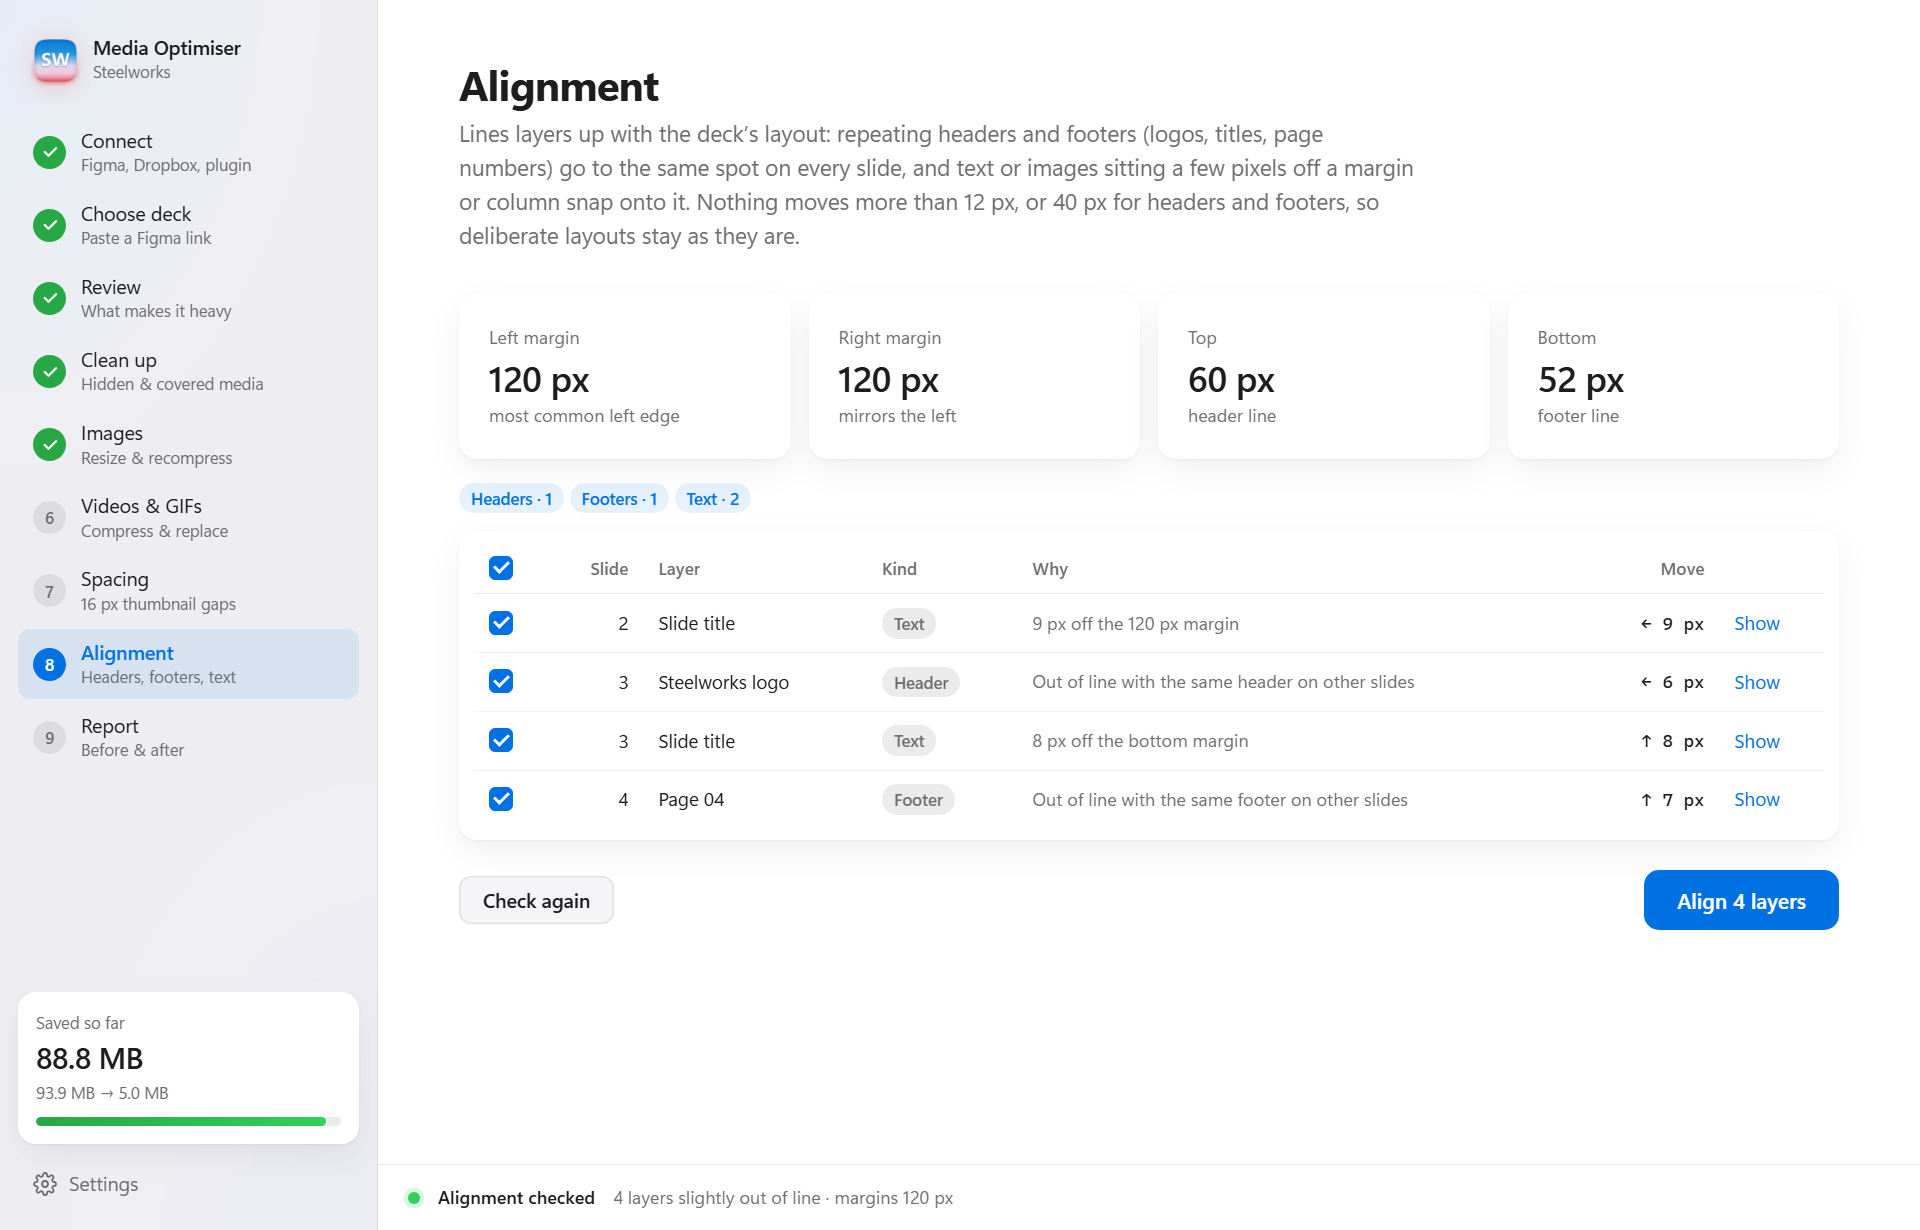 SW
Media Optimiser
Steelworks
Connect
Figma, Dropbox, plugin
Choose deck
Paste a Figma link
Review
What makes it heavy
Clean up
Hidden & covered media
Images
Resize & recompress
6
Videos & GIFs
Compress & replace
7
Spacing
16 px thumbnail gaps
8
Alignment
Headers, footers, text
9
Report
Before & after
Saved so far
88.8 MB
93.9 MB → 5.0 MB
Settings
Alignment
Lines layers up with the deck’s layout: repeating headers and footers (logos, titles, page
numbers) go to the same spot on every slide, and text or images sitting a few pixels off a margin
or column snap onto it. Nothing moves more than 12 px, or 40 px for headers and footers, so
deliberate layouts stay as they are.
Left margin
120 px
most common left edge
Right margin
120 px
mirrors the left
Top
60 px
header line
Bottom
52 px
footer line
Headers · 1 Footers · 1 Text · 2
Slide Layer Kind Why Move
2 Slide title Text 9 px off the 120 px margin ← 9 px Show
3 Steelworks logo Header Out of line with the same header on other slides ← 6 px Show
3 Slide title Text 8 px off the bottom margin ↑ 8 px Show
4 Page 04 Footer Out of line with the same footer on other slides ↑ 7 px Show
Check again
Align 4 layers
Alignment checked 4 layers slightly out of line · margins 120 px